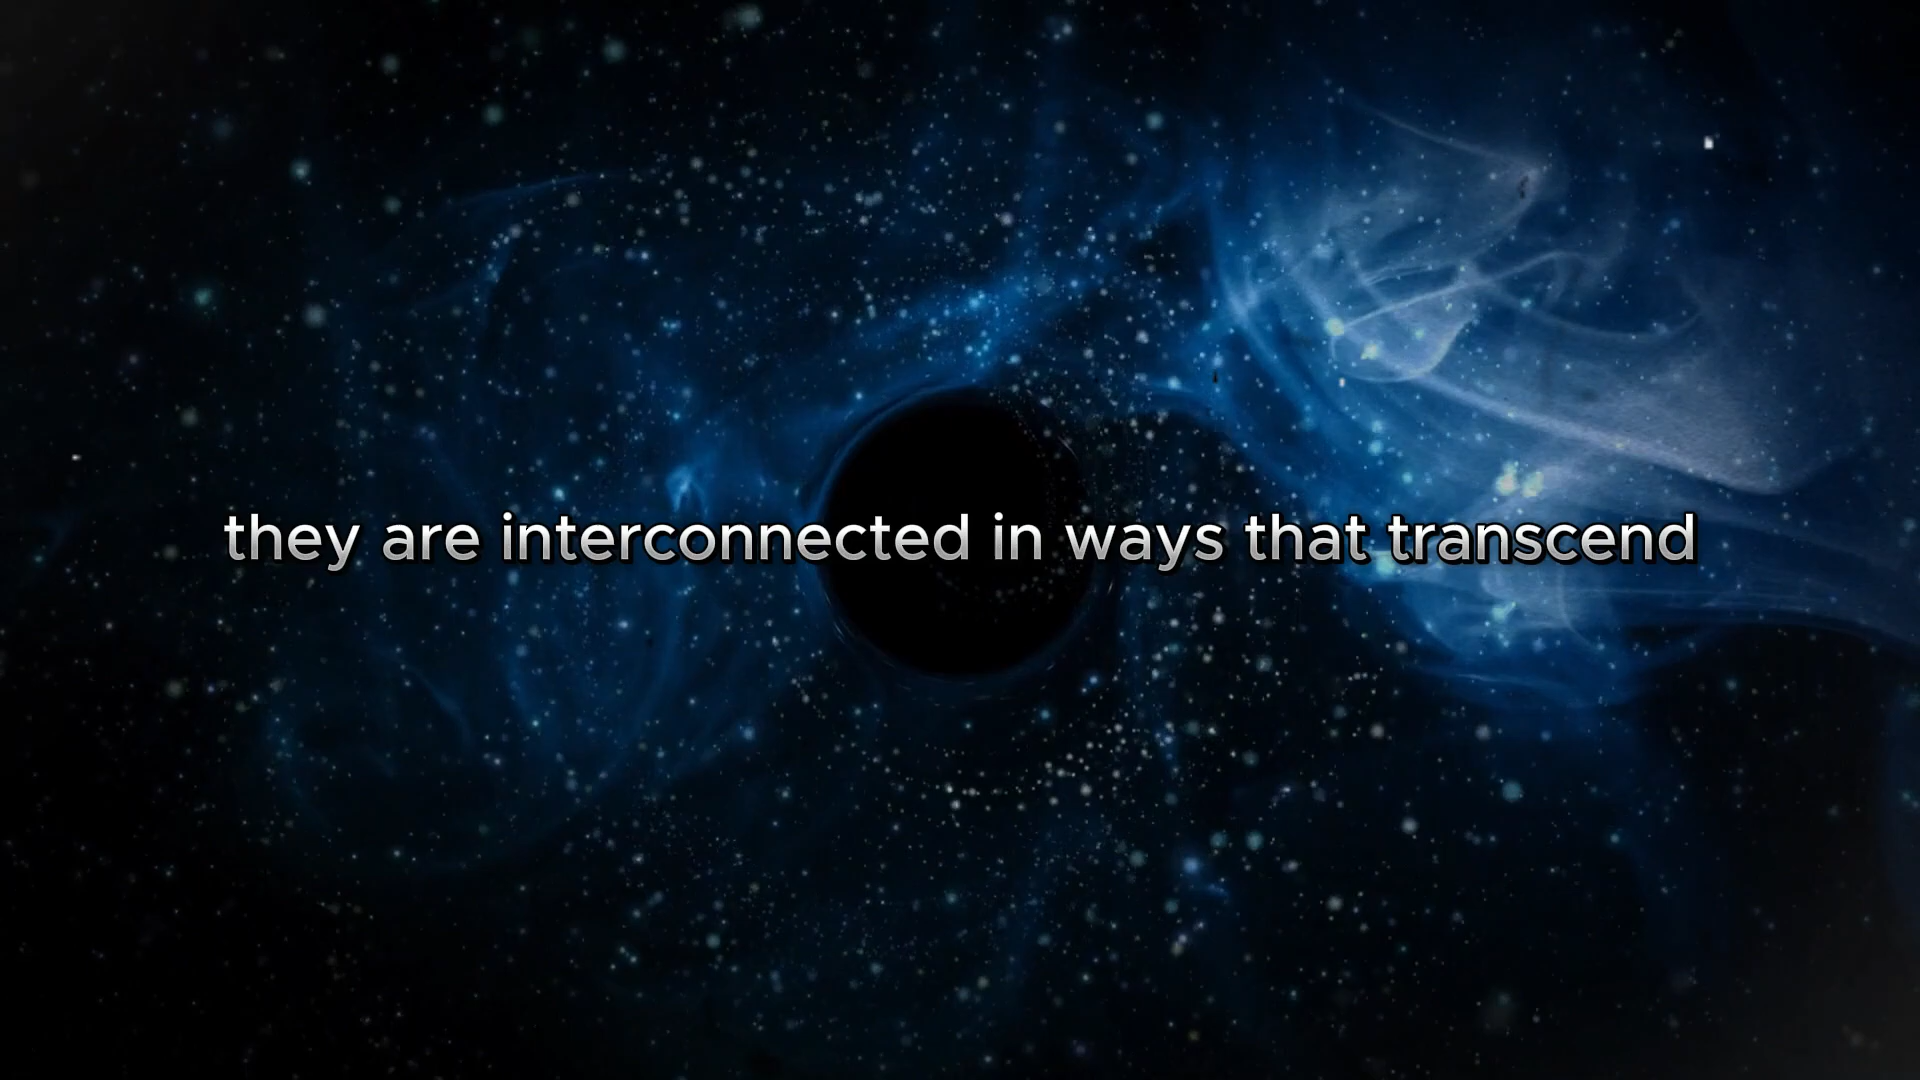 they are interconnected in ways that transcend